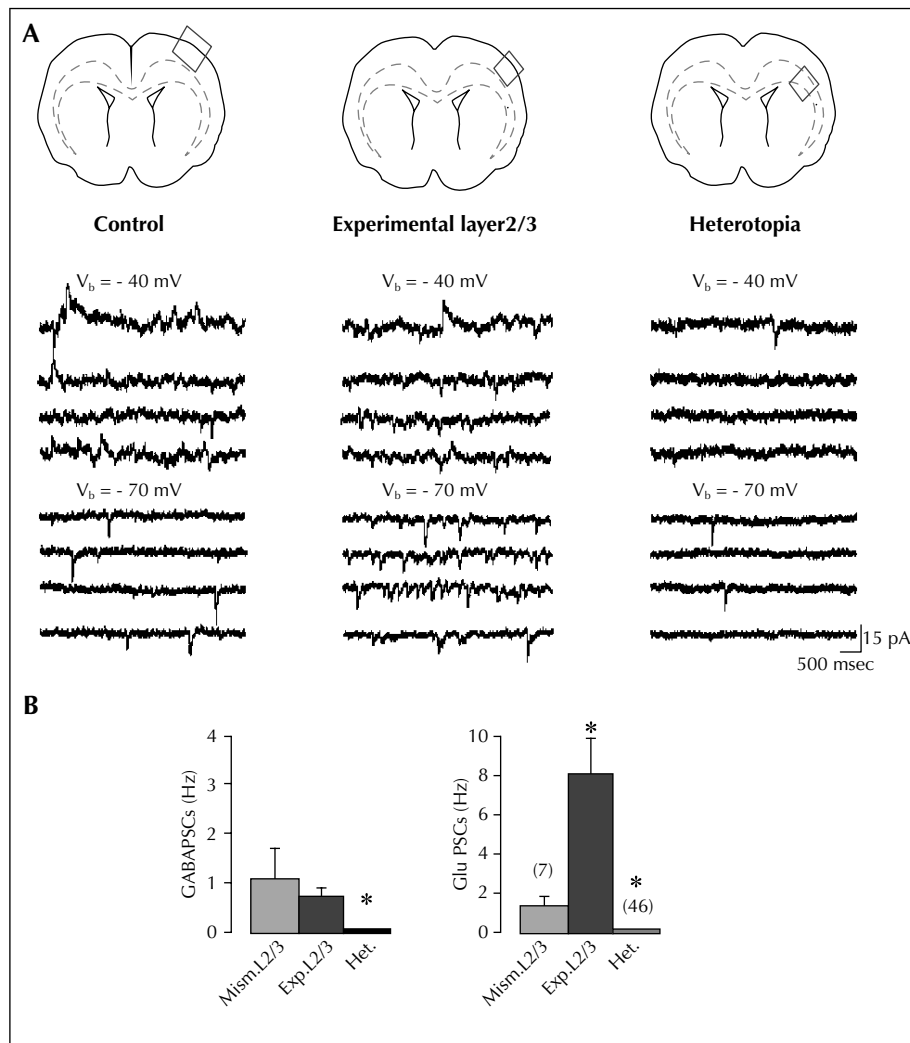 A
Control
Experimental layer2/3
Heterotopia
V_b = - 40 mV
V_b = - 40 mV
V_b = - 40 mV
V_b = - 70 mV
V_b = - 70 mV
V_b = - 70 mV
15 pA
500 msec
B
GABAPSCs (Hz)
4
3
2
1
0
*
Mism.L2/3
Exp.L2/3
Het.
Glu PSCs (Hz)
10
8
6
4
2
0
(7)
*
*
(46)
Mism.L2/3
Exp.L2/3
Het.